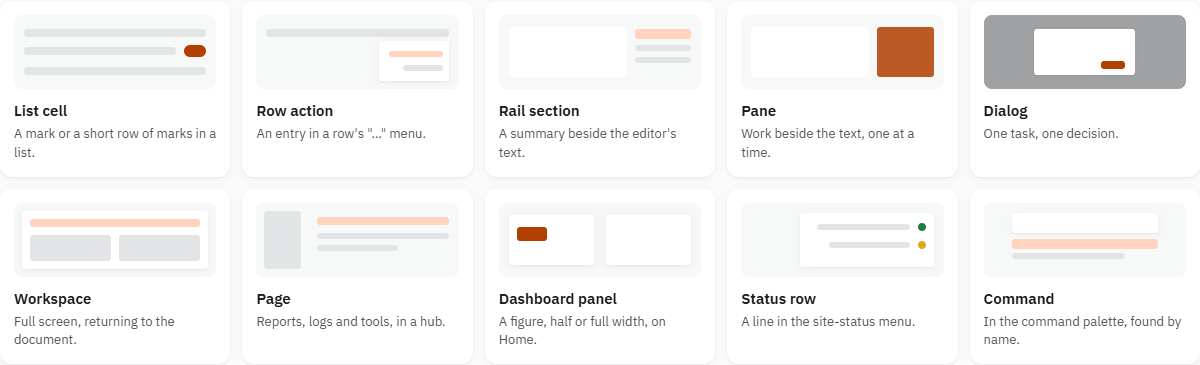 List cell
A mark or a short row of marks in a
list.
Row action
An entry in a row's "..." menu.
Rail section
A summary beside the editor's
text.
Pane
Work beside the text, one at a
time.
Dialog
One task, one decision.
Workspace
Full screen, returning to the
document.
Page
Reports, logs and tools, in a hub.
Dashboard panel
A figure, half or full width, on
Home.
Status row
A line in the site-status menu.
Command
In the command palette, found by
name.